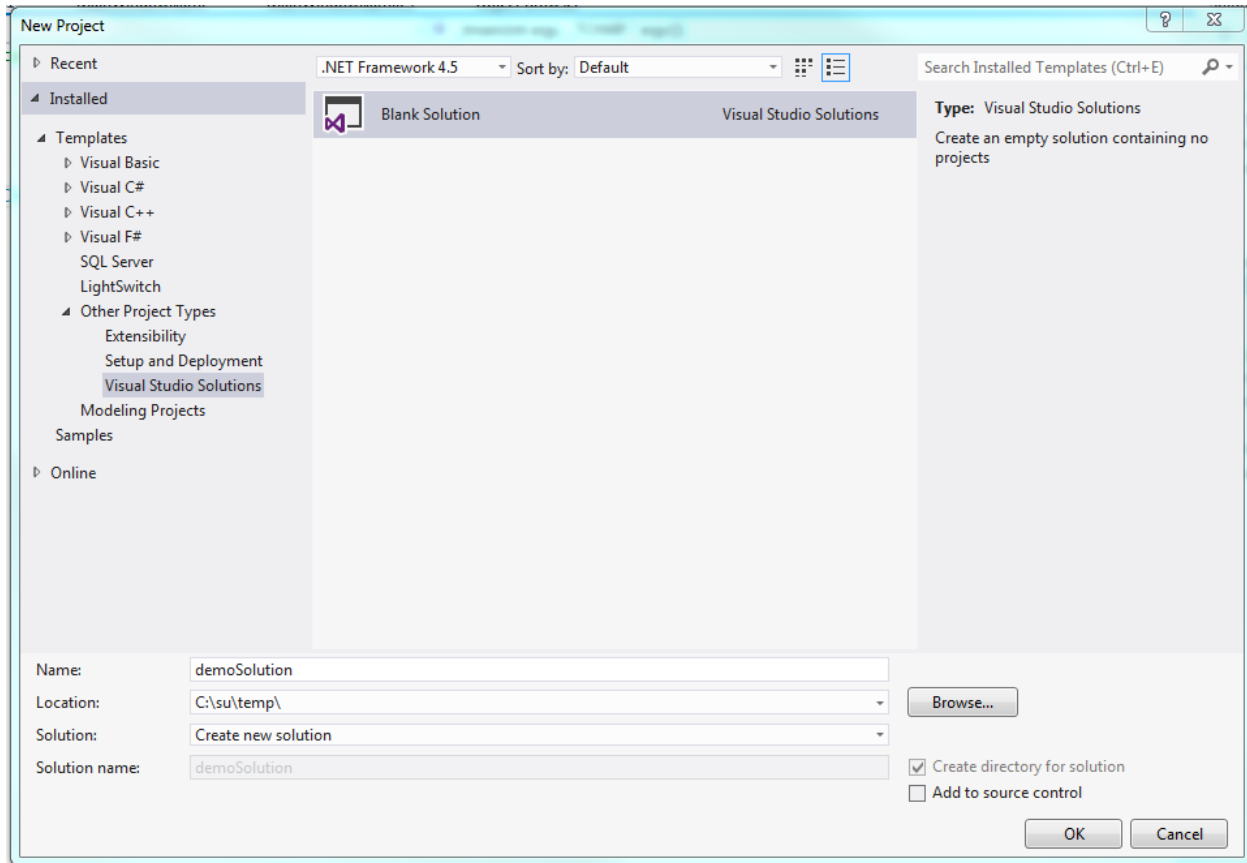 New Project
Recent
Installed
Templates
Visual Basic
Visual C#
Visual C++
Visual F#
SQL Server
LightSwitch
Other Project Types
Extensibility
Setup and Deployment
Visual Studio Solutions
Modeling Projects
Samples
Online
.NET Framework 4.5 Sort by: Default
Blank Solution Visual Studio Solutions
Search Installed Templates (Ctrl+E)
Type: Visual Studio Solutions
Create an empty solution containing no
projects
Name: demoSolution
Location: C:\su\temp\ Browse...
Solution: Create new solution
Solution name: demoSolution
Create directory for solution
Add to source control
OK Cancel